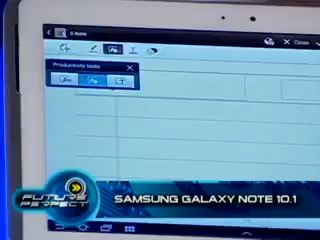 S Note
Close
Productivity tools
T
SAMSUNG GALAXY NOTE 10.1
FUTURE
PERFECT